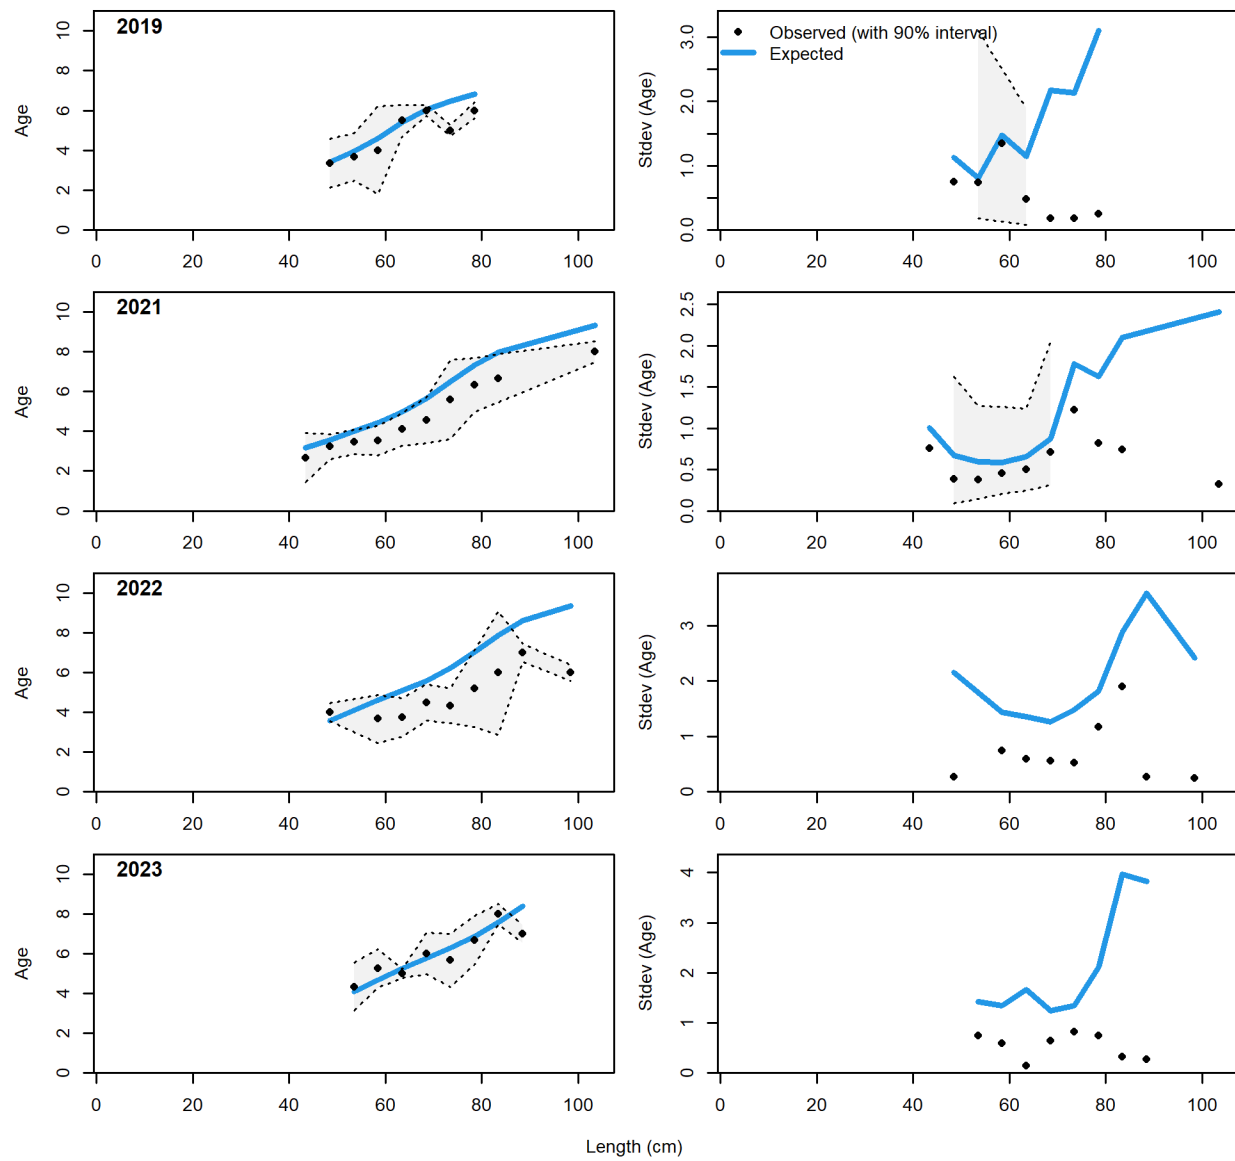 2019
Age
0 2 4 6 8 10
0 20 40 60 80 100
Observed (with 90% interval)
Expected
Stdev (Age)
0.0 1.0 2.0 3.0
0 20 40 60 80 100
2021
Age
0 2 4 6 8 10
0 20 40 60 80 100
Stdev (Age)
0.0 0.5 1.0 1.5 2.0 2.5
0 20 40 60 80 100
2022
Age
0 2 4 6 8 10
0 20 40 60 80 100
Stdev (Age)
0 1 2 3
0 20 40 60 80 100
2023
Age
0 2 4 6 8 10
0 20 40 60 80 100
Stdev (Age)
0 1 2 3 4
0 20 40 60 80 100
Length (cm)